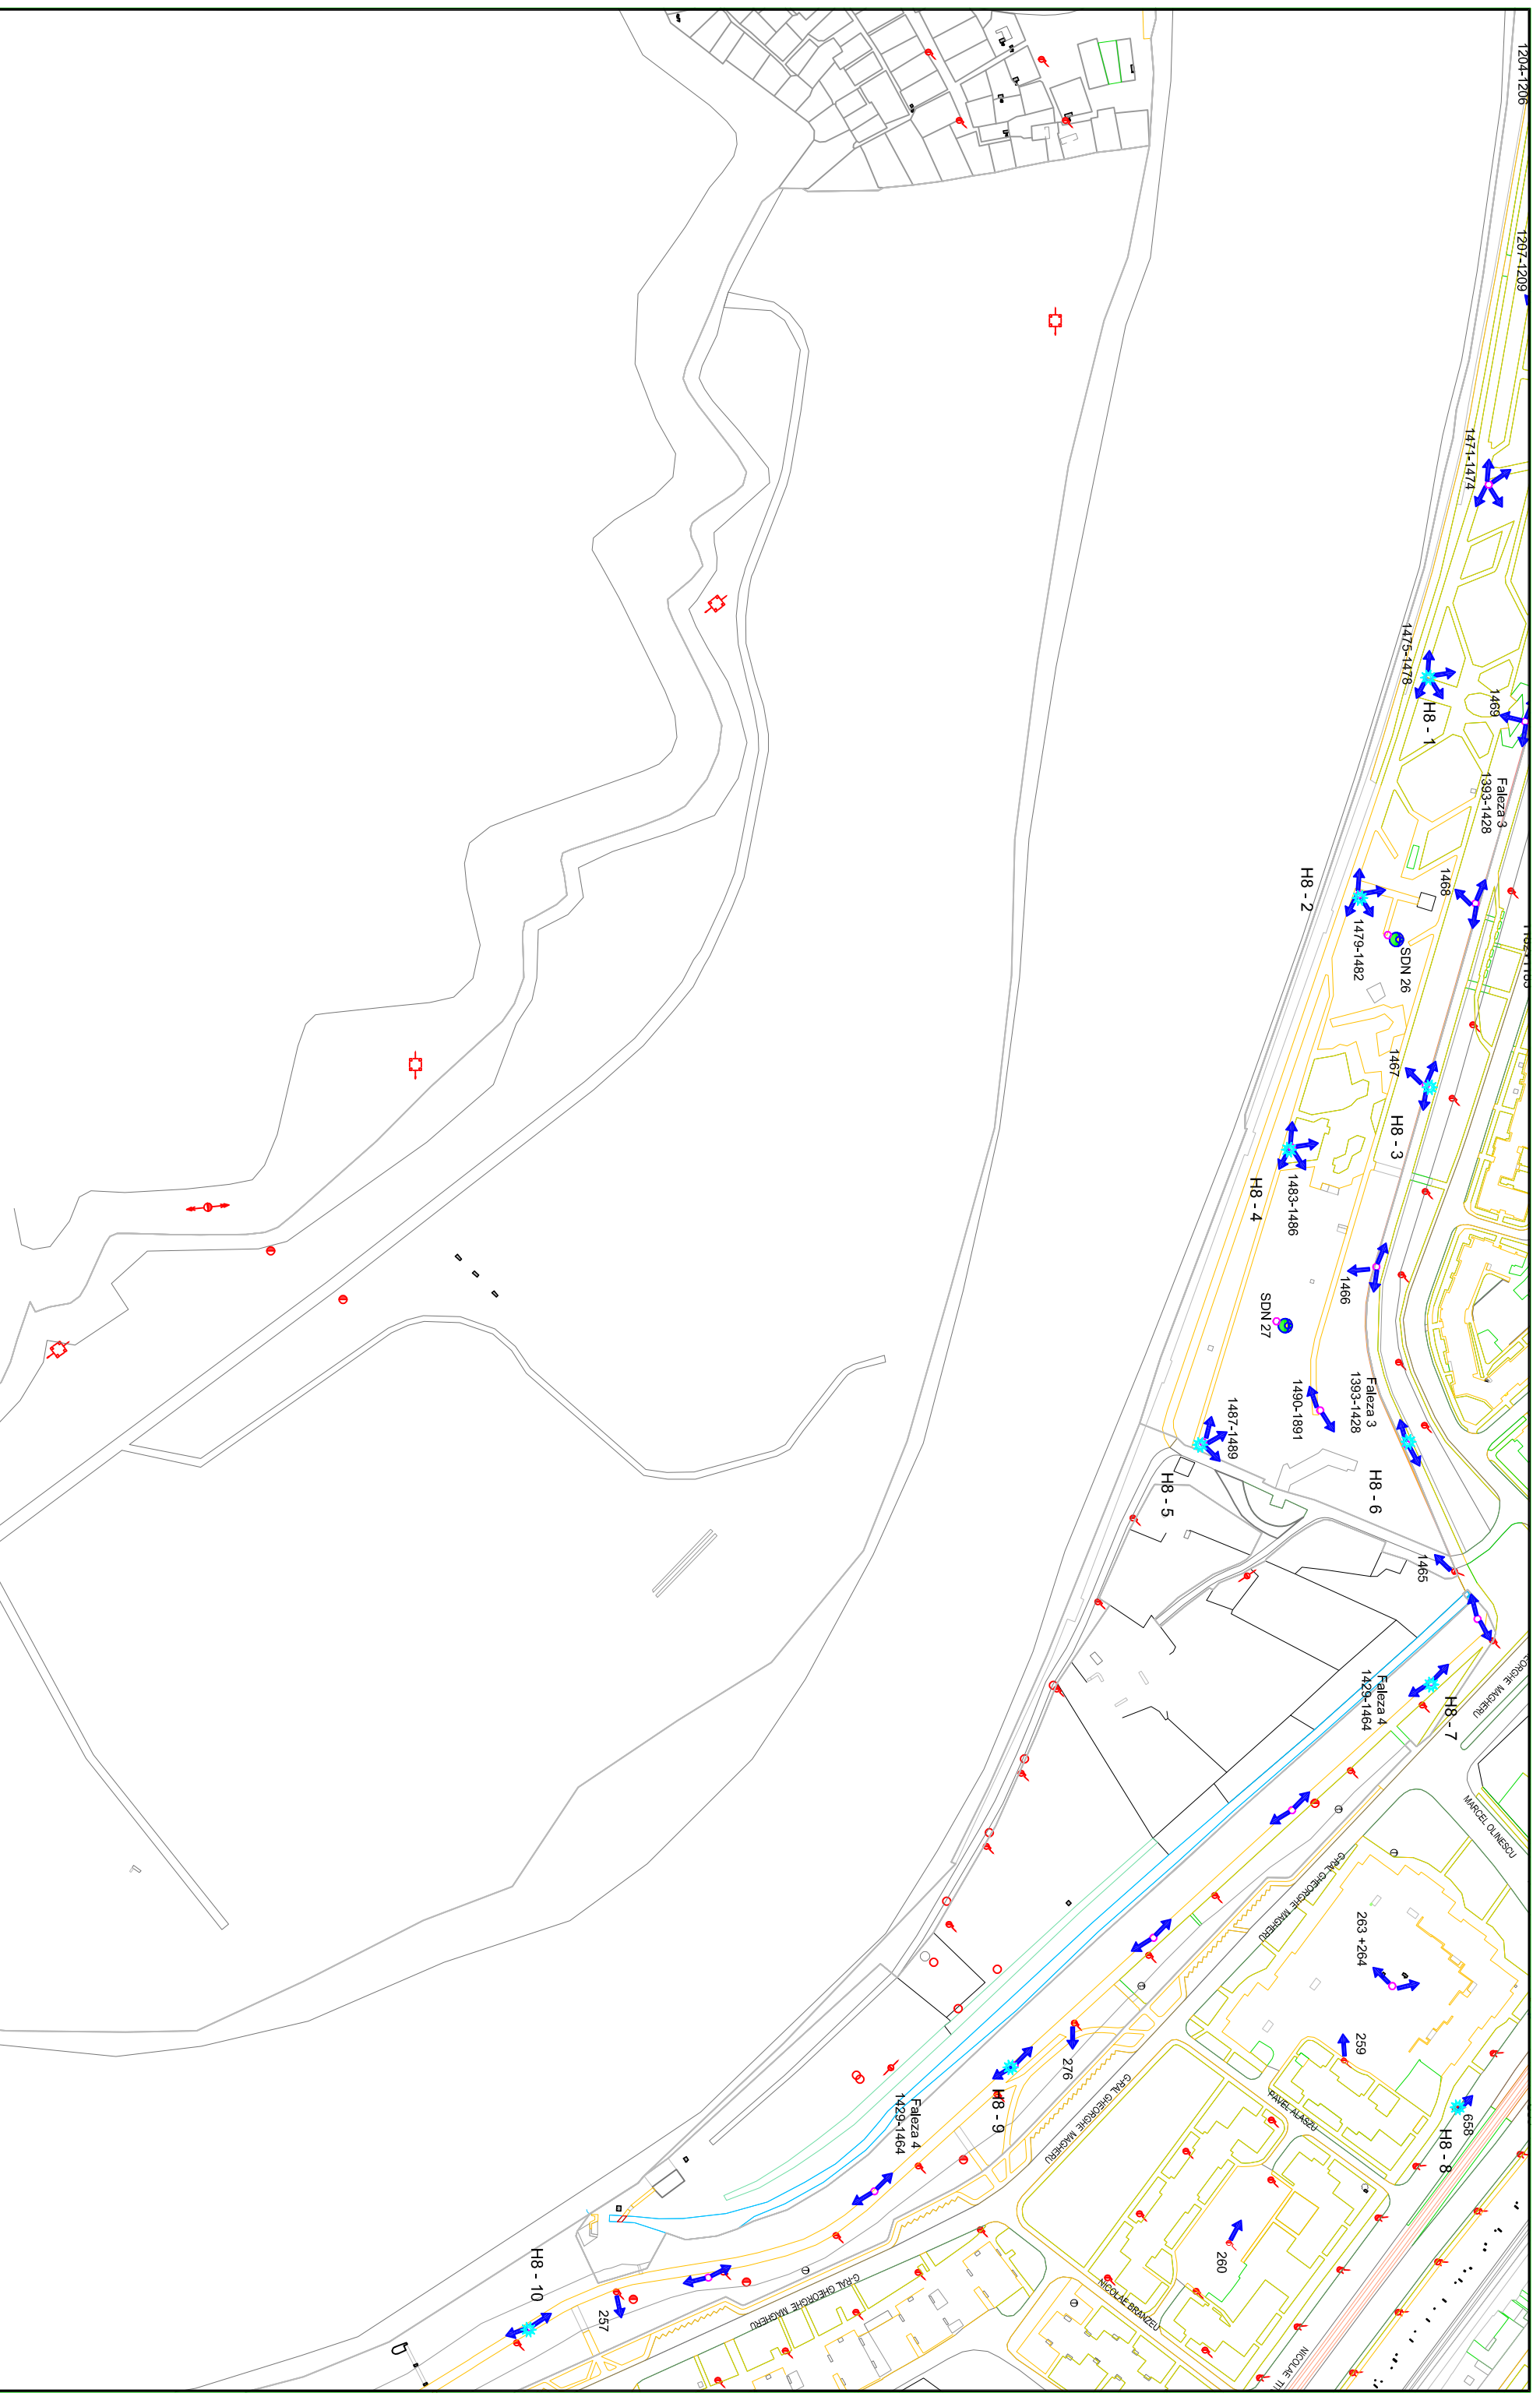 1204-1206
1207-1209
1471-1474
1475-1478
H8 - 1
1469
Faleza 3
1393-1428
1468
H8 - 2
1479-1482
SDN 26
1467
H8 - 3
1483-1486
H8 - 4
1466
SDN 27
Faleza 3
1393-1428
1490-1891
1487-1489
H8 - 5
H8 - 6
1465
Faleza 4
1429-1464
H8 - 7
MAGHERU
MARCEL OLINESCU
G-RAL GHEORGHE MAGHERU
263 +264
259
276
G-RAL GHEORGHE MAGHERU
PAVEL ALASZU
658
H8 - 8
H8 - 9
Faleza 4
1429-1464
260
H8 - 10
257
G-RAL GHEORGHE MAGHERU
NICOLAE BRANZEU
NICOLAE